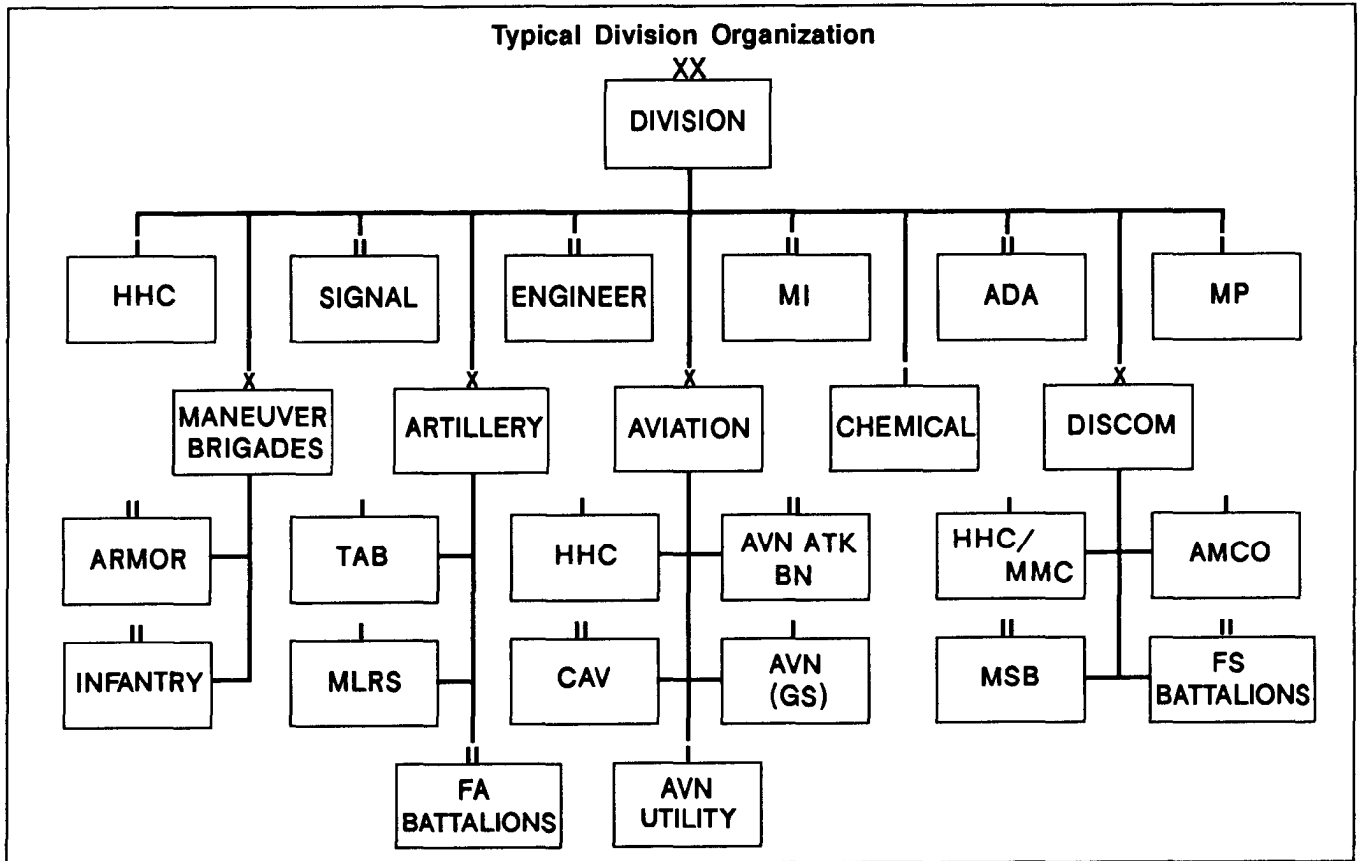 Typical Division Organization
XX
DIVISION
I
HHC
II
SIGNAL
II
ENGINEER
II
MI
II
ADA
I
MP
X
MANEUVER
BRIGADES
X
ARTILLERY
X
AVIATION
I
CHEMICAL
X
DISCOM
II
ARMOR
I
TAB
I
HHC
II
AVN ATK
BN
I
HHC/
MMC
I
AMCO
II
INFANTRY
I
MLRS
II
CAV
I
AVN
(GS)
II
MSB
II
FS
BATTALIONS
II
FA
BATTALIONS
I
AVN
UTILITY